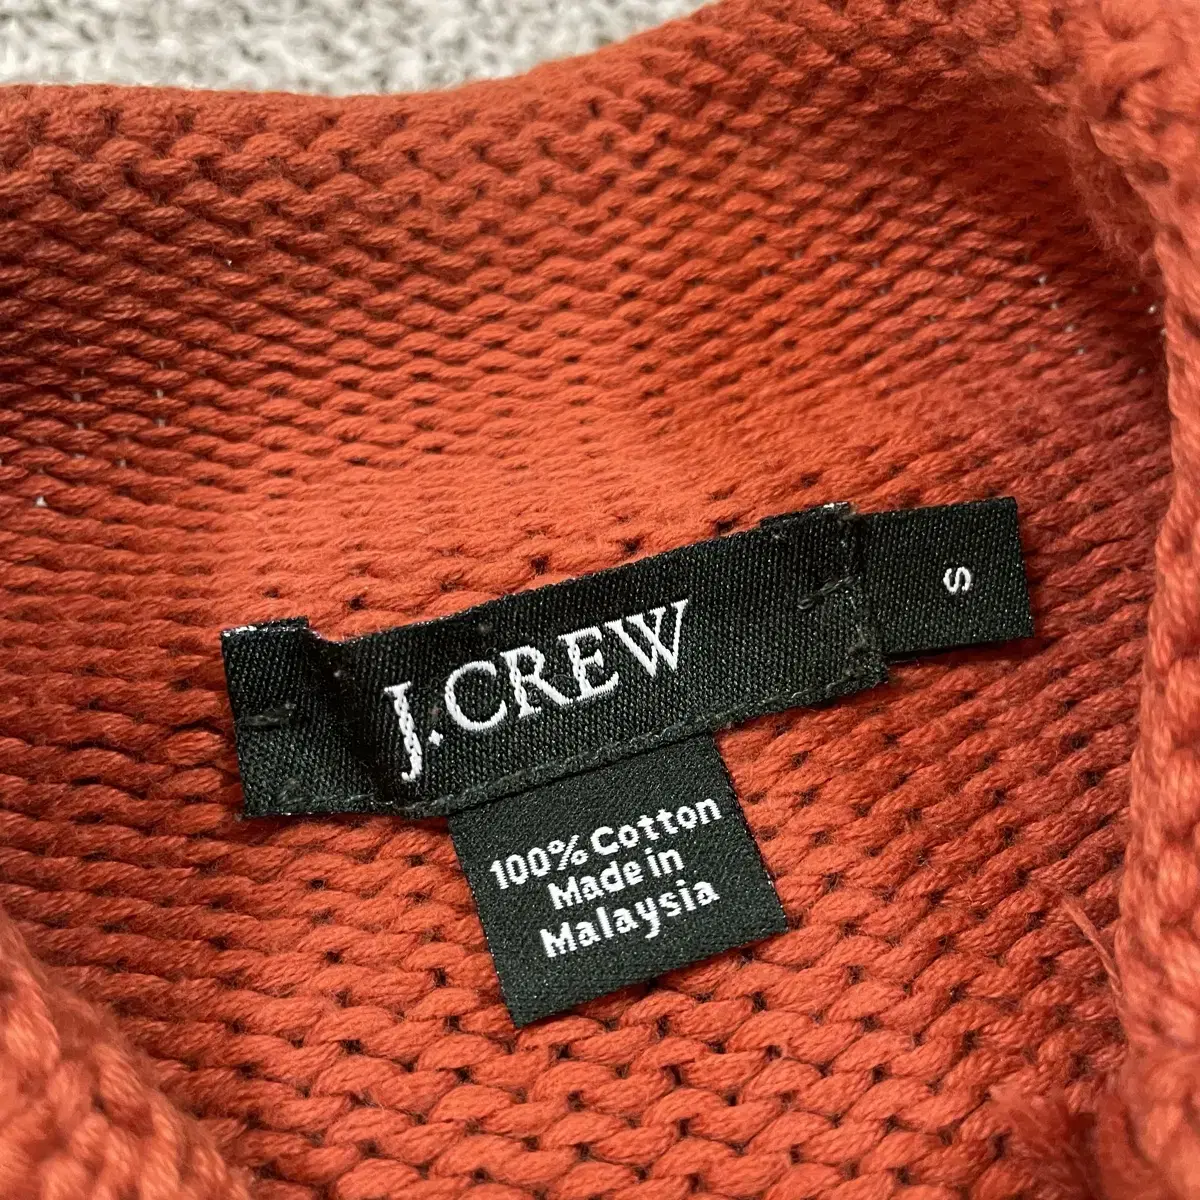 J.CREW
S
100% Cotton
Made in
Malaysia